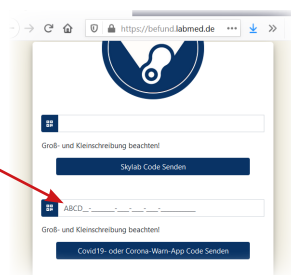 https://befund.labmed.de
Groß- und Kleinschreibung beachten!
Skylab Code Senden
ABCD__-______-___-___-___-________
Groß- und Kleinschreibung beachten!
Covid19- oder Corona-Warn-App Code Senden